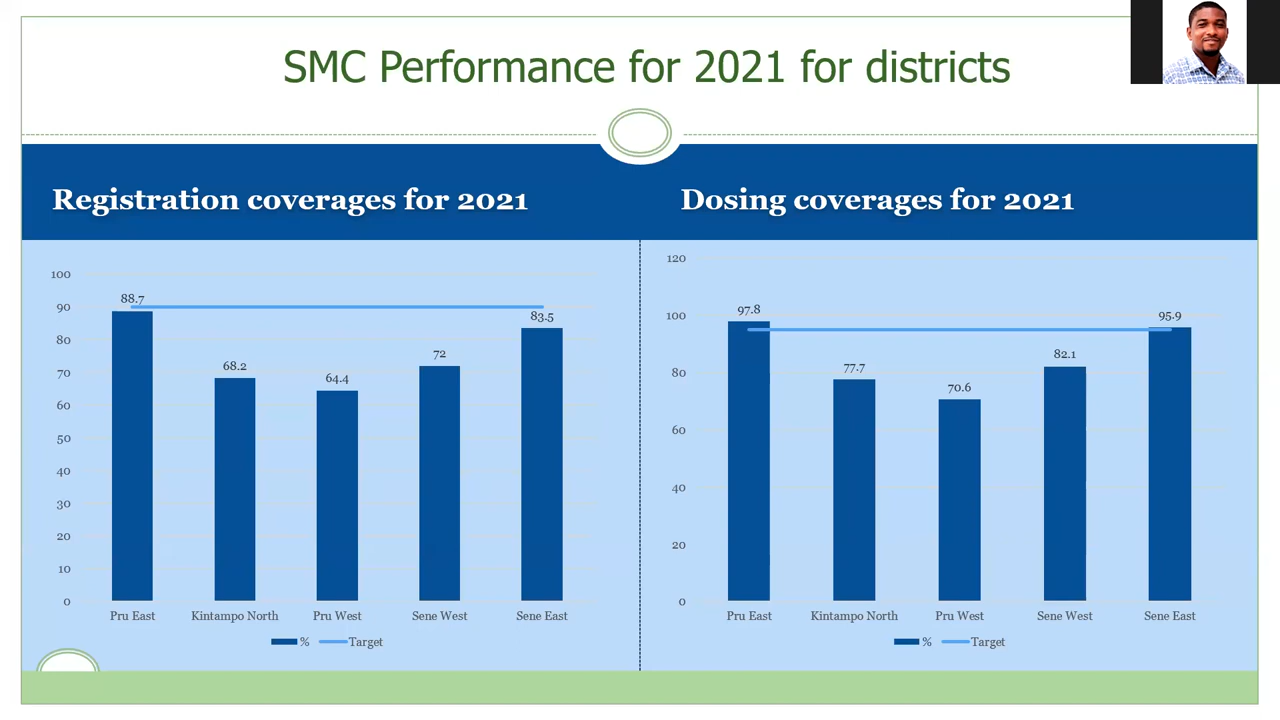 SMC Performance for 2021 for districts
Registration coverages for 2021
100
90
80
70
60
50
40
30
20
10
0
88.7
68.2
64.4
72
83.5
Pru East
Kintampo North
Pru West
Sene West
Sene East
%
Target
Dosing coverages for 2021
120
100
80
60
40
20
0
97.8
77.7
70.6
82.1
95.9
Pru East
Kintampo North
Pru West
Sene West
Sene East
%
Target